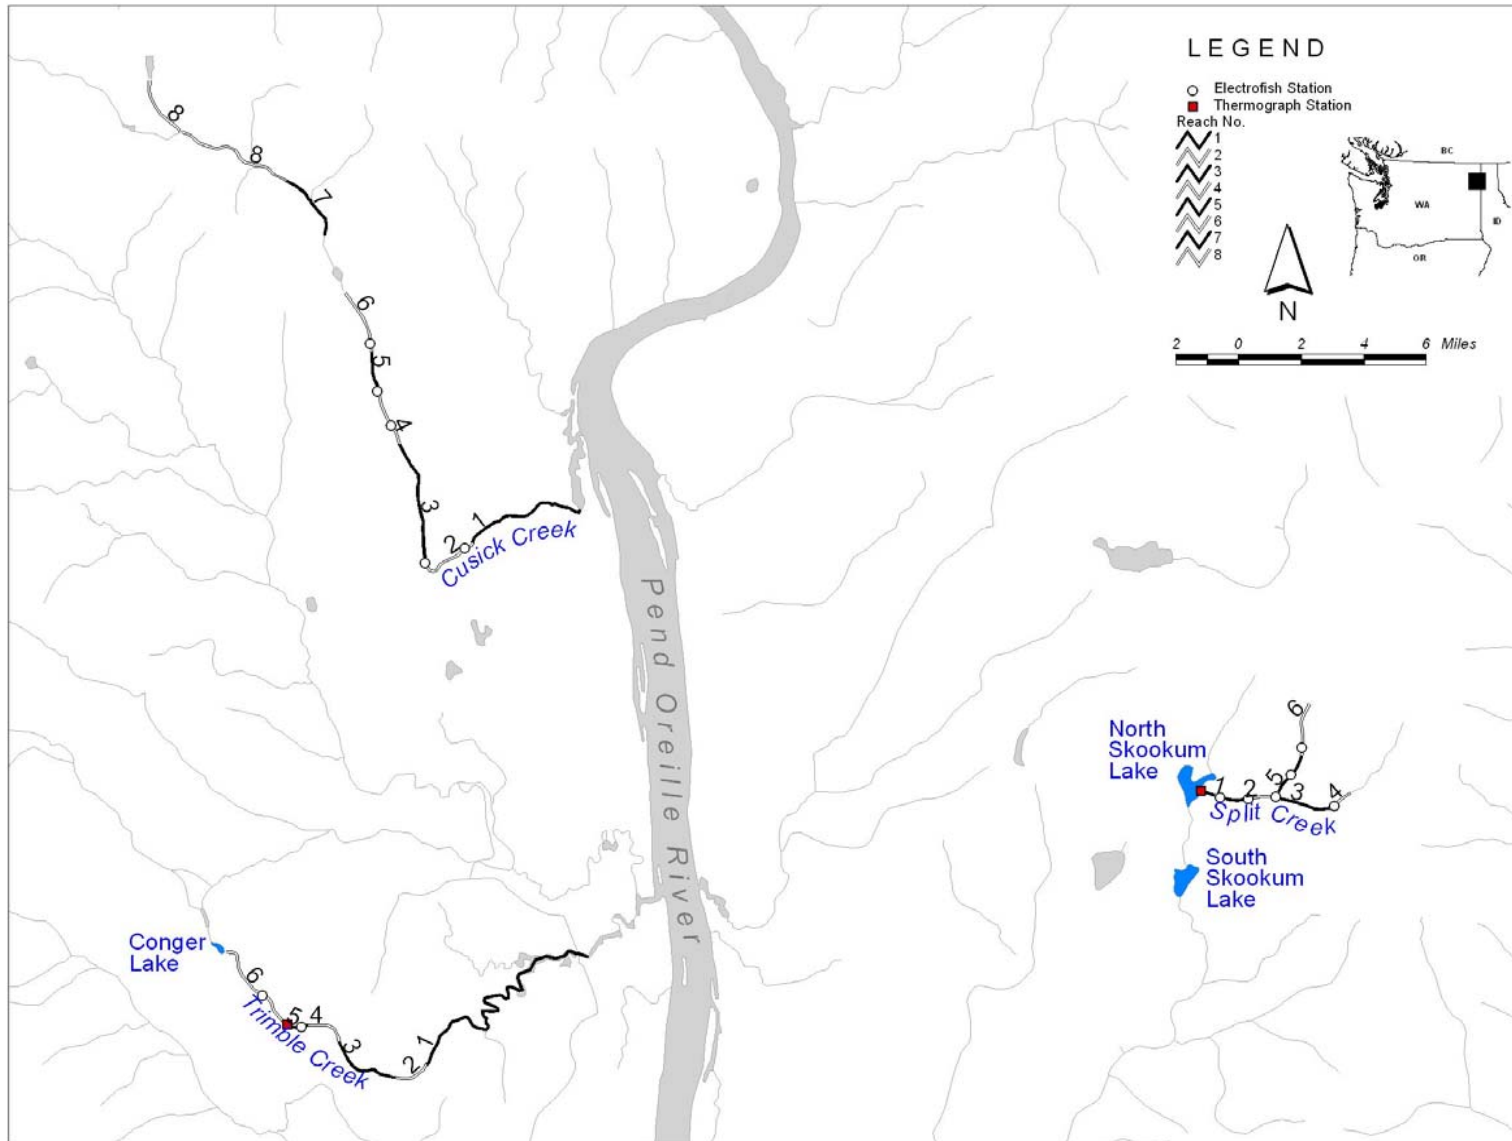 LEGEND
Electrofish Station
Thermograph Station
Reach No.
1
2
3
4
5
6
7
8
BC
WA
ID
OR
N
2 0 2 4 6 Miles
8
8
7
6
5
4
3
2
1
Cusick Creek
Pend Oreille River
North
Skookum
Lake
6
5
1 2 3 4
Split Creek
South
Skookum
Lake
Conger
Lake
6
5 4
3
2 1
Trimble Creek